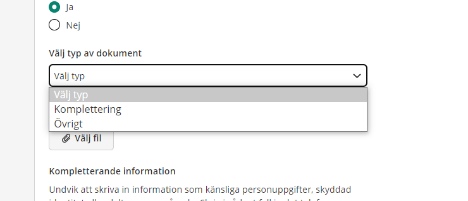 Ja
Nej
Välj typ av dokument
Välj typ
Välj typ
Komplettering
Övrigt
Välj fil
Kompletterande information
Undvik att skriva in information som känsliga personuppgifter, skyddad